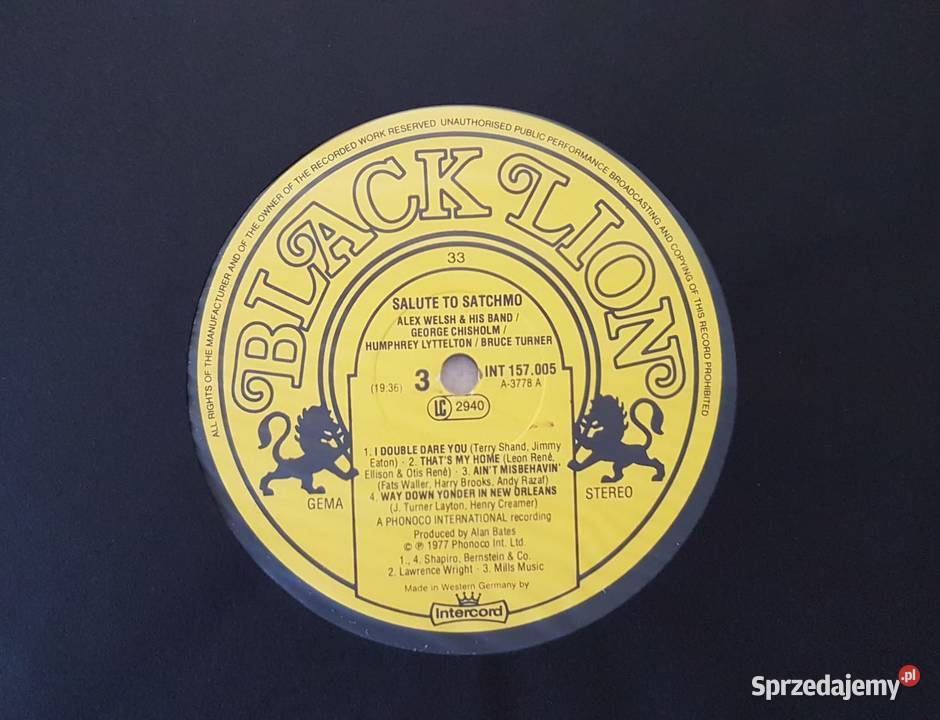 ALL RIGHTS OF THE MANUFACTURER AND OF THE OWNER OF THE RECORDED WORK RESERVED UNAUTHORISED PUBLIC PERFORMANCE BROADCASTING AND COPYING OF THIS RECORD PROHIBITED
BLACK LION
33
SALUTE TO SATCHMO
ALEX WELSH & HIS BAND /
GEORGE CHISHOLM /
HUMPHREY LYTTELTON / BRUCE TURNER
(19:36) 3 INT 157.005
A-3778 A
LC 2940
1. I DOUBLE DARE YOU (Terry Shand, Jimmy
Eaton) · 2. THAT'S MY HOME (Leon René,
Ellison & Otis René) · 3. AIN'T MISBEHAVIN'
(Fats Waller, Harry Brooks, Andy Razaf)
4. WAY DOWN YONDER IN NEW ORLEANS
(J. Turner Layton, Henry Creamer)
GEMA
STEREO
A PHONOCO INTERNATIONAL recording
Produced by Alan Bates
© ℗ 1977 Phonoco Int. Ltd.
1., 4. Shapiro, Bernstein & Co.
2. Lawrence Wright · 3. Mills Music
Made in Western Germany by
Intercord
Sprzedajemy.pl